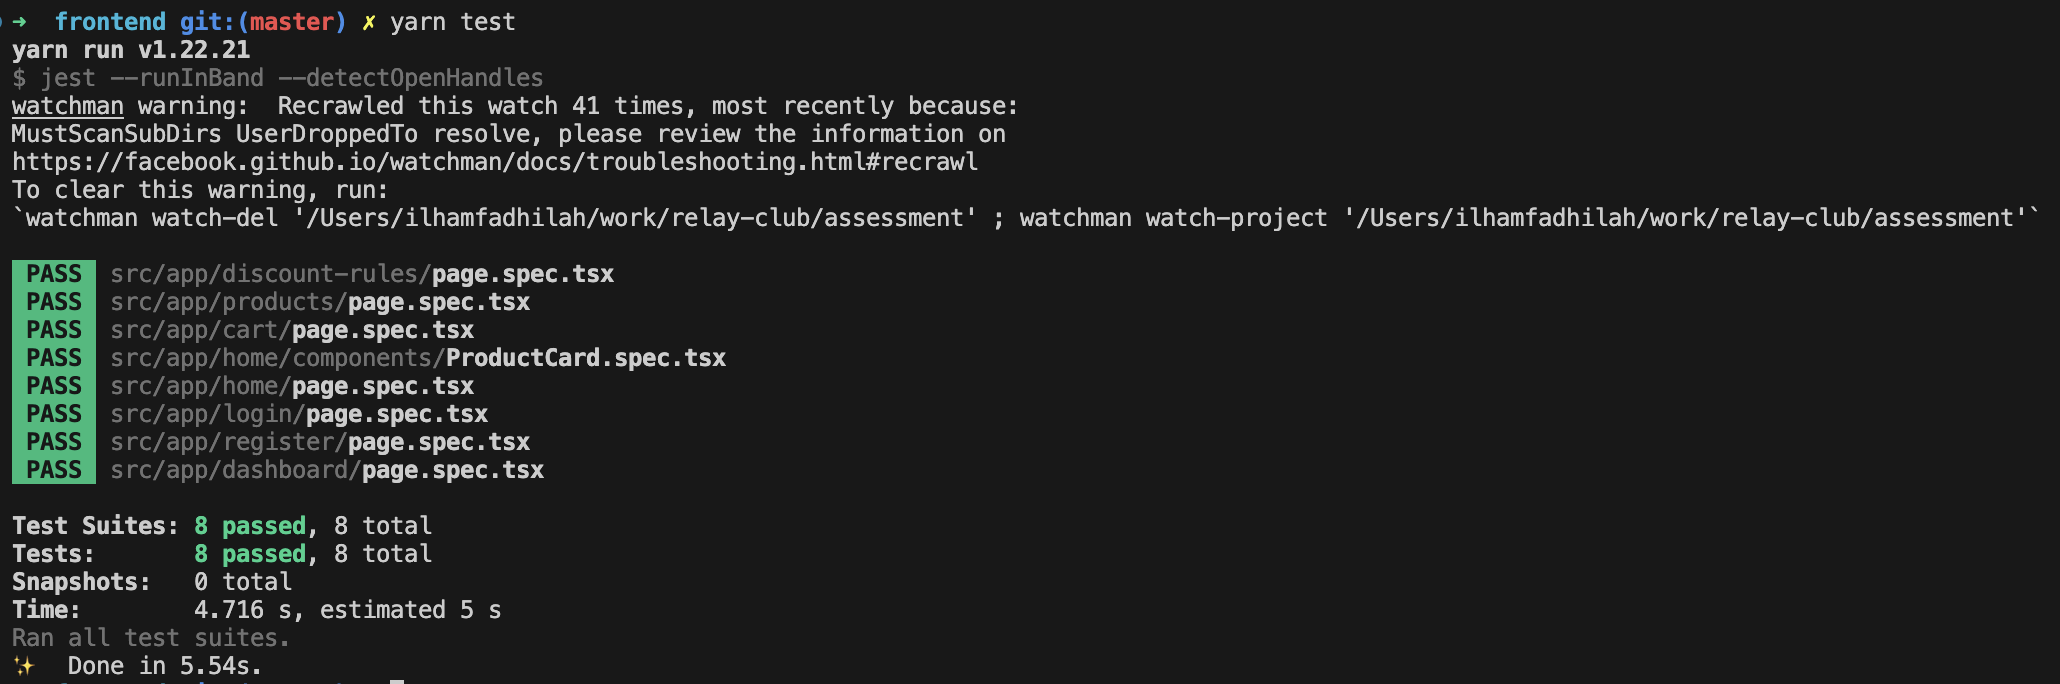 ➜  frontend git:(master) ✗ yarn test
yarn run v1.22.21
$ jest --runInBand --detectOpenHandles
watchman warning:  Recrawled this watch 41 times, most recently because:
MustScanSubDirs UserDroppedTo resolve, please review the information on
https://facebook.github.io/watchman/docs/troubleshooting.html#recrawl
To clear this warning, run:
`watchman watch-del '/Users/ilhamfadhilah/work/relay-club/assessment' ; watchman watch-project '/Users/ilhamfadhilah/work/relay-club/assessment'`
PASS src/app/discount-rules/page.spec.tsx
PASS src/app/products/page.spec.tsx
PASS src/app/cart/page.spec.tsx
PASS src/app/home/components/ProductCard.spec.tsx
PASS src/app/home/page.spec.tsx
PASS src/app/login/page.spec.tsx
PASS src/app/register/page.spec.tsx
PASS src/app/dashboard/page.spec.tsx
Test Suites: 8 passed, 8 total
Tests:       8 passed, 8 total
Snapshots:   0 total
Time:        4.716 s, estimated 5 s
Ran all test suites.
✨  Done in 5.54s.